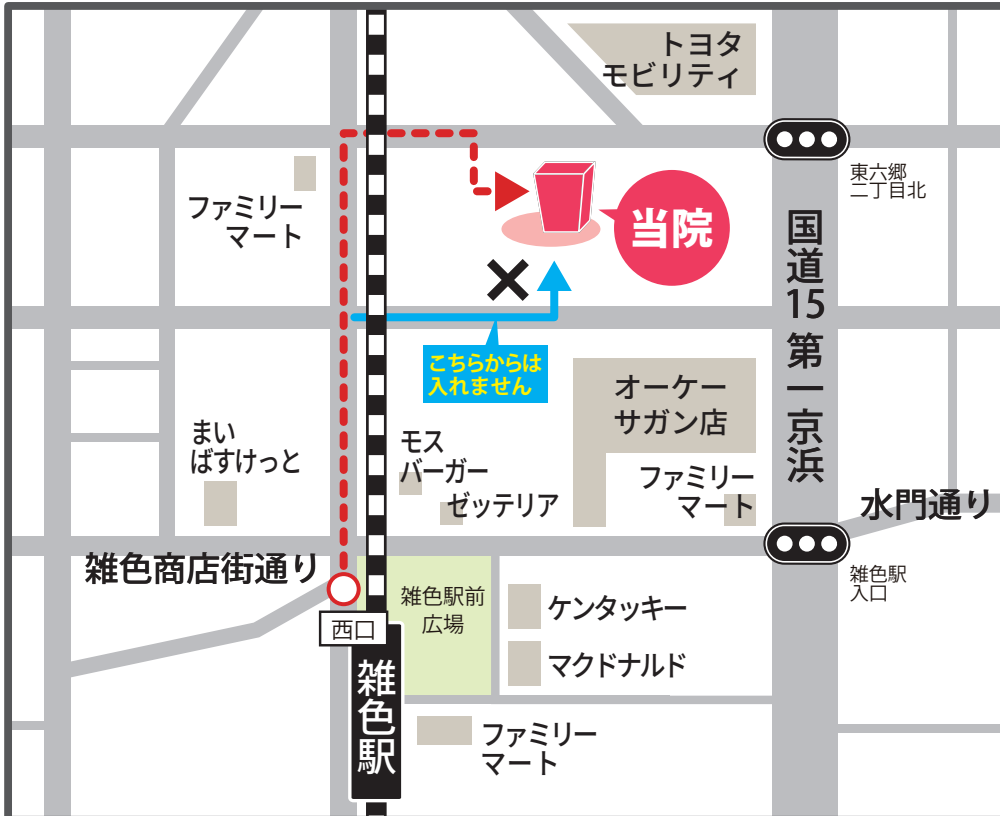 トヨタ
モビリティ
東六郷
二丁目北
ファミリー
マート
当院
国道15 第一京浜
こちらからは
入れません
オーケー
サガン店
まい
ばすけっと
モス
バーガー
ゼッテリア
ファミリー
マート
水門通り
雑色商店街通り
雑色駅
入口
雑色駅前
広場
ケンタッキー
西口
マクドナルド
雑色駅
ファミリー
マート